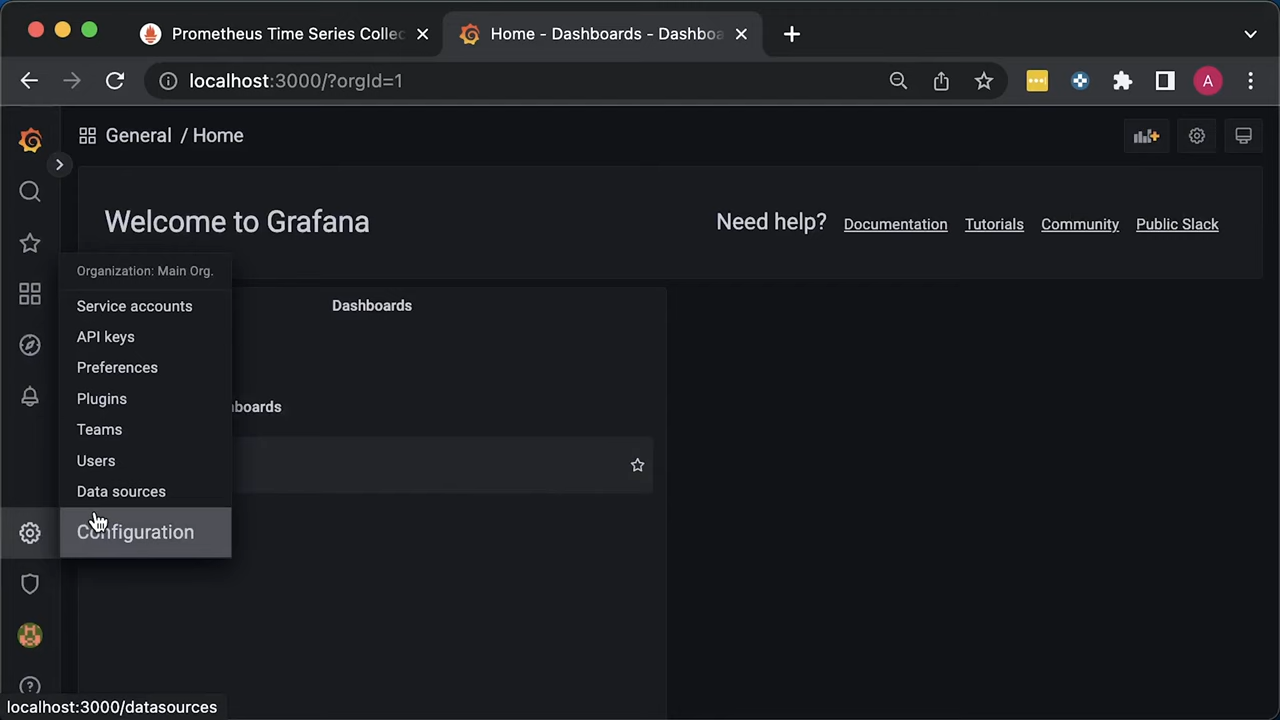 Prometheus Time Series Collec
Home - Dashboards - Dashboa
localhost:3000/?orgId=1
A
General / Home
Welcome to Grafana
Need help?
Documentation
Tutorials
Community
Public Slack
Organization: Main Org.
Service accounts
API keys
Preferences
Plugins
Teams
Users
Data sources
Configuration
Dashboards
boards
localhost:3000/datasources